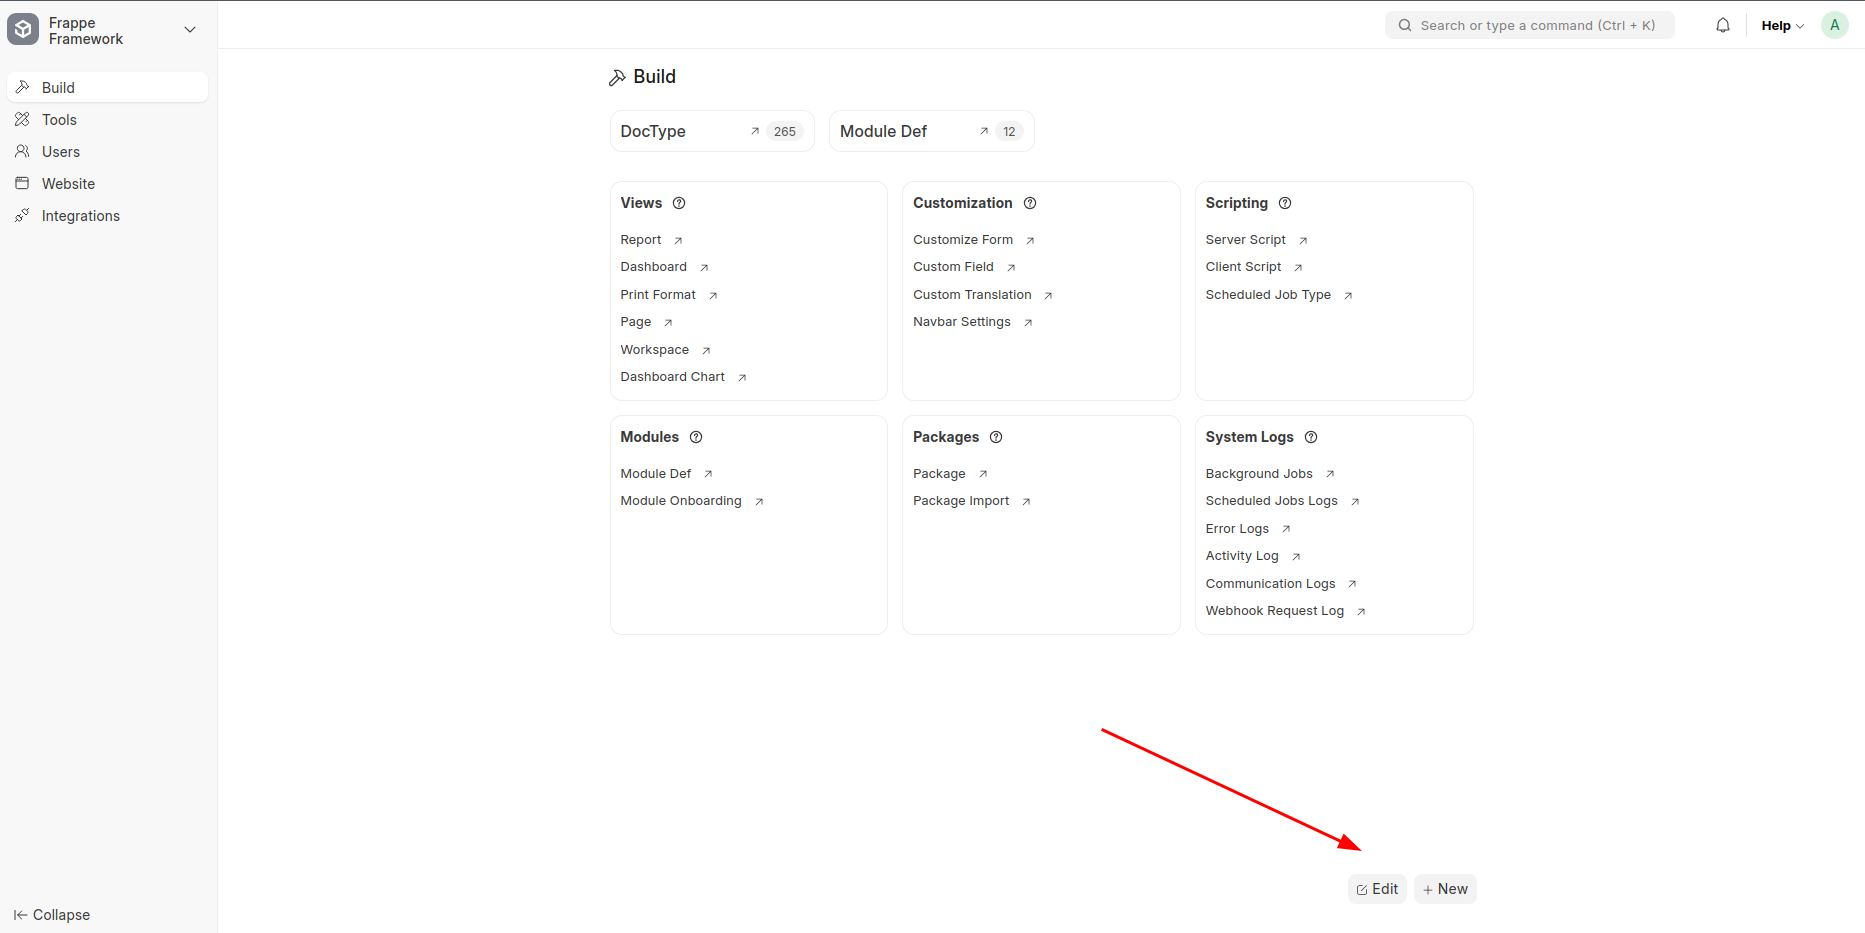 Frappe
Framework
Search or type a command (Ctrl + K)
Help
A
Build
Tools
Users
Website
Integrations
Build
DocType 265
Module Def 12
Views
Report
Dashboard
Print Format
Page
Workspace
Dashboard Chart
Customization
Customize Form
Custom Field
Custom Translation
Navbar Settings
Scripting
Server Script
Client Script
Scheduled Job Type
Modules
Module Def
Module Onboarding
Packages
Package
Package Import
System Logs
Background Jobs
Scheduled Jobs Logs
Error Logs
Activity Log
Communication Logs
Webhook Request Log
Edit
+ New
Collapse